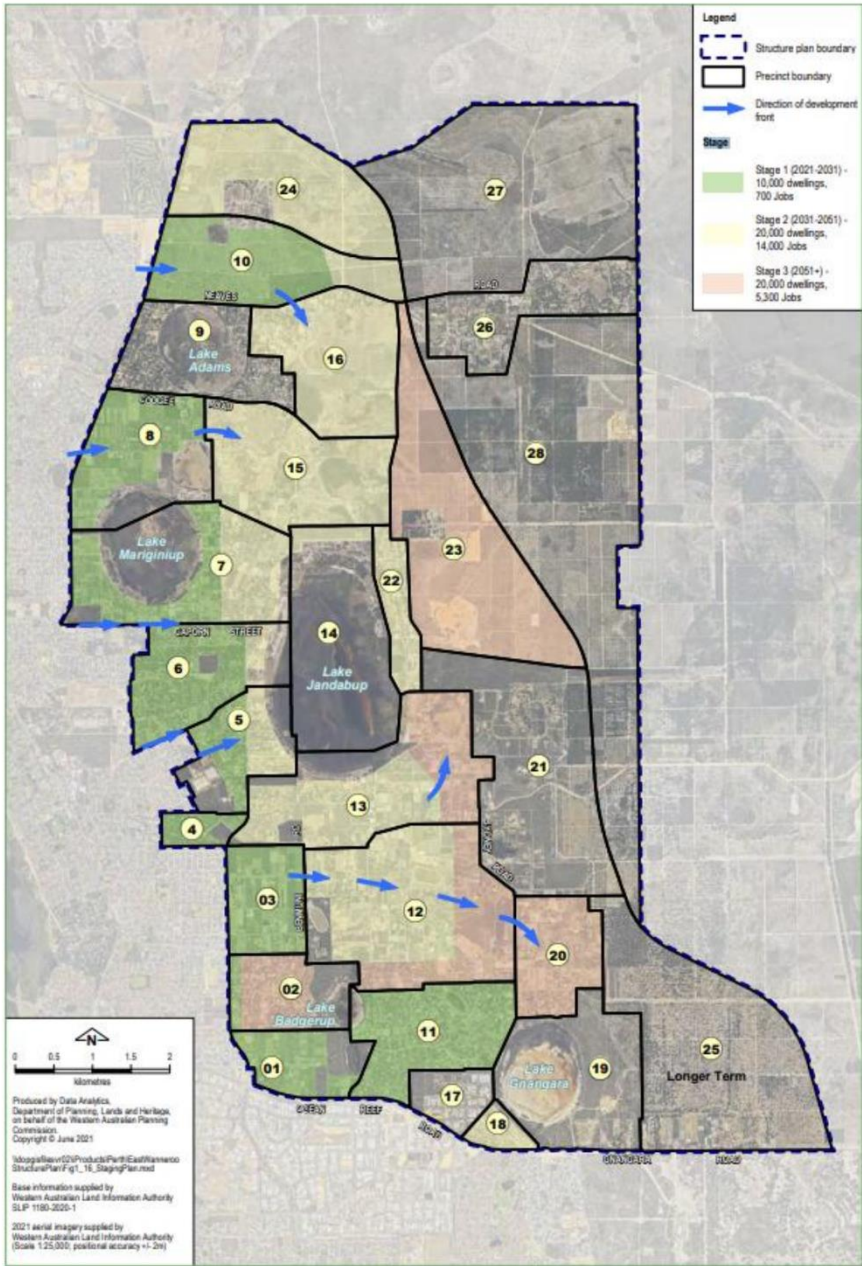 Legend
Structure plan boundary
Precinct boundary
Direction of development
front
Stage
Stage 1 (2021-2031) -
10,000 dwellings,
700 Jobs
Stage 2 (2031-2051) -
20,000 dwellings,
14,000 Jobs
Stage 3 (2051+) -
20,000 dwellings,
5,300 Jobs
24
27
10
NEAVES
ROAD
9
Lake
Adams
26
16
ROAD
8
15
28
Lake
Mariginiup
7
23
22
CAPORN STREET
14
Lake
Jandabup
6
5
21
13
4
ROAD
03
12
20
02
Lake
Badgerup
11
01
Lake
Gnangara
19
25
Longer Term
17
18
OCEAN REEF
ROAD
GNANGARA ROAD
N
0 0.5 1 1.5 2
kilometres
Produced by Data Analytics,
Department of Planning, Lands and Heritage,
on behalf of the Western Australian Planning
Commission.
Copyright © June 2021
StructurePlan\Fig1_16_StagingPlan.mxd
Base information supplied by
Western Australian Land Information Authority
SLIP 1180-2020-1
2021 aerial imagery supplied by
Western Australian Land Information Authority
(Scale 1:25,000, positional accuracy +/- 2m)